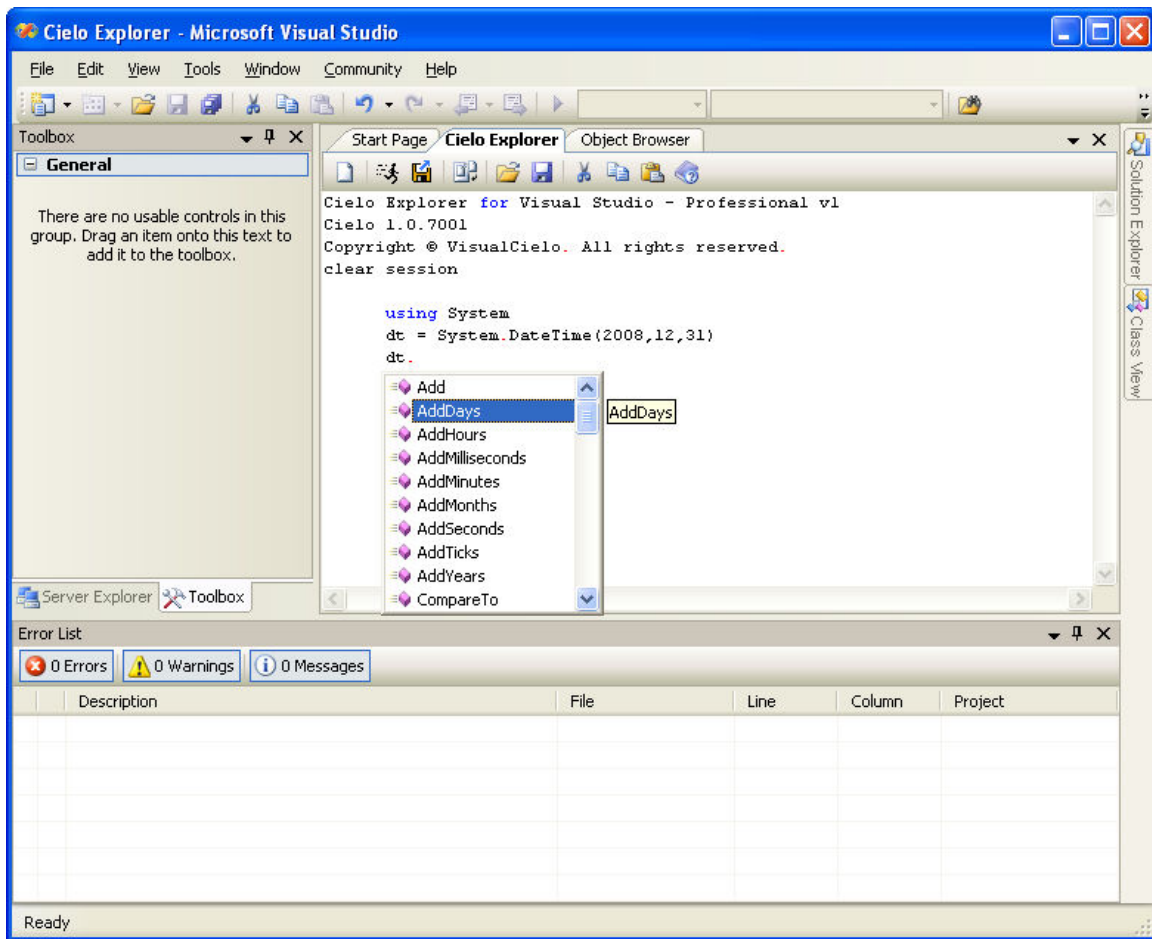 Cielo Explorer - Microsoft Visual Studio
File Edit View Tools Window Community Help
Toolbox
General
There are no usable controls in this
group. Drag an item onto this text to
add it to the toolbox.
Server Explorer Toolbox
Start Page Cielo Explorer Object Browser
Cielo Explorer for Visual Studio - Professional v1
Cielo 1.0.7001
Copyright © VisualCielo. All rights reserved.
clear session
using System
dt = System.DateTime(2008,12,31)
dt.
Add
AddDays AddDays
AddHours
AddMilliseconds
AddMinutes
AddMonths
AddSeconds
AddTicks
AddYears
CompareTo
Solution Explorer
Class View
Error List
0 Errors 0 Warnings 0 Messages
Description File Line Column Project
Ready